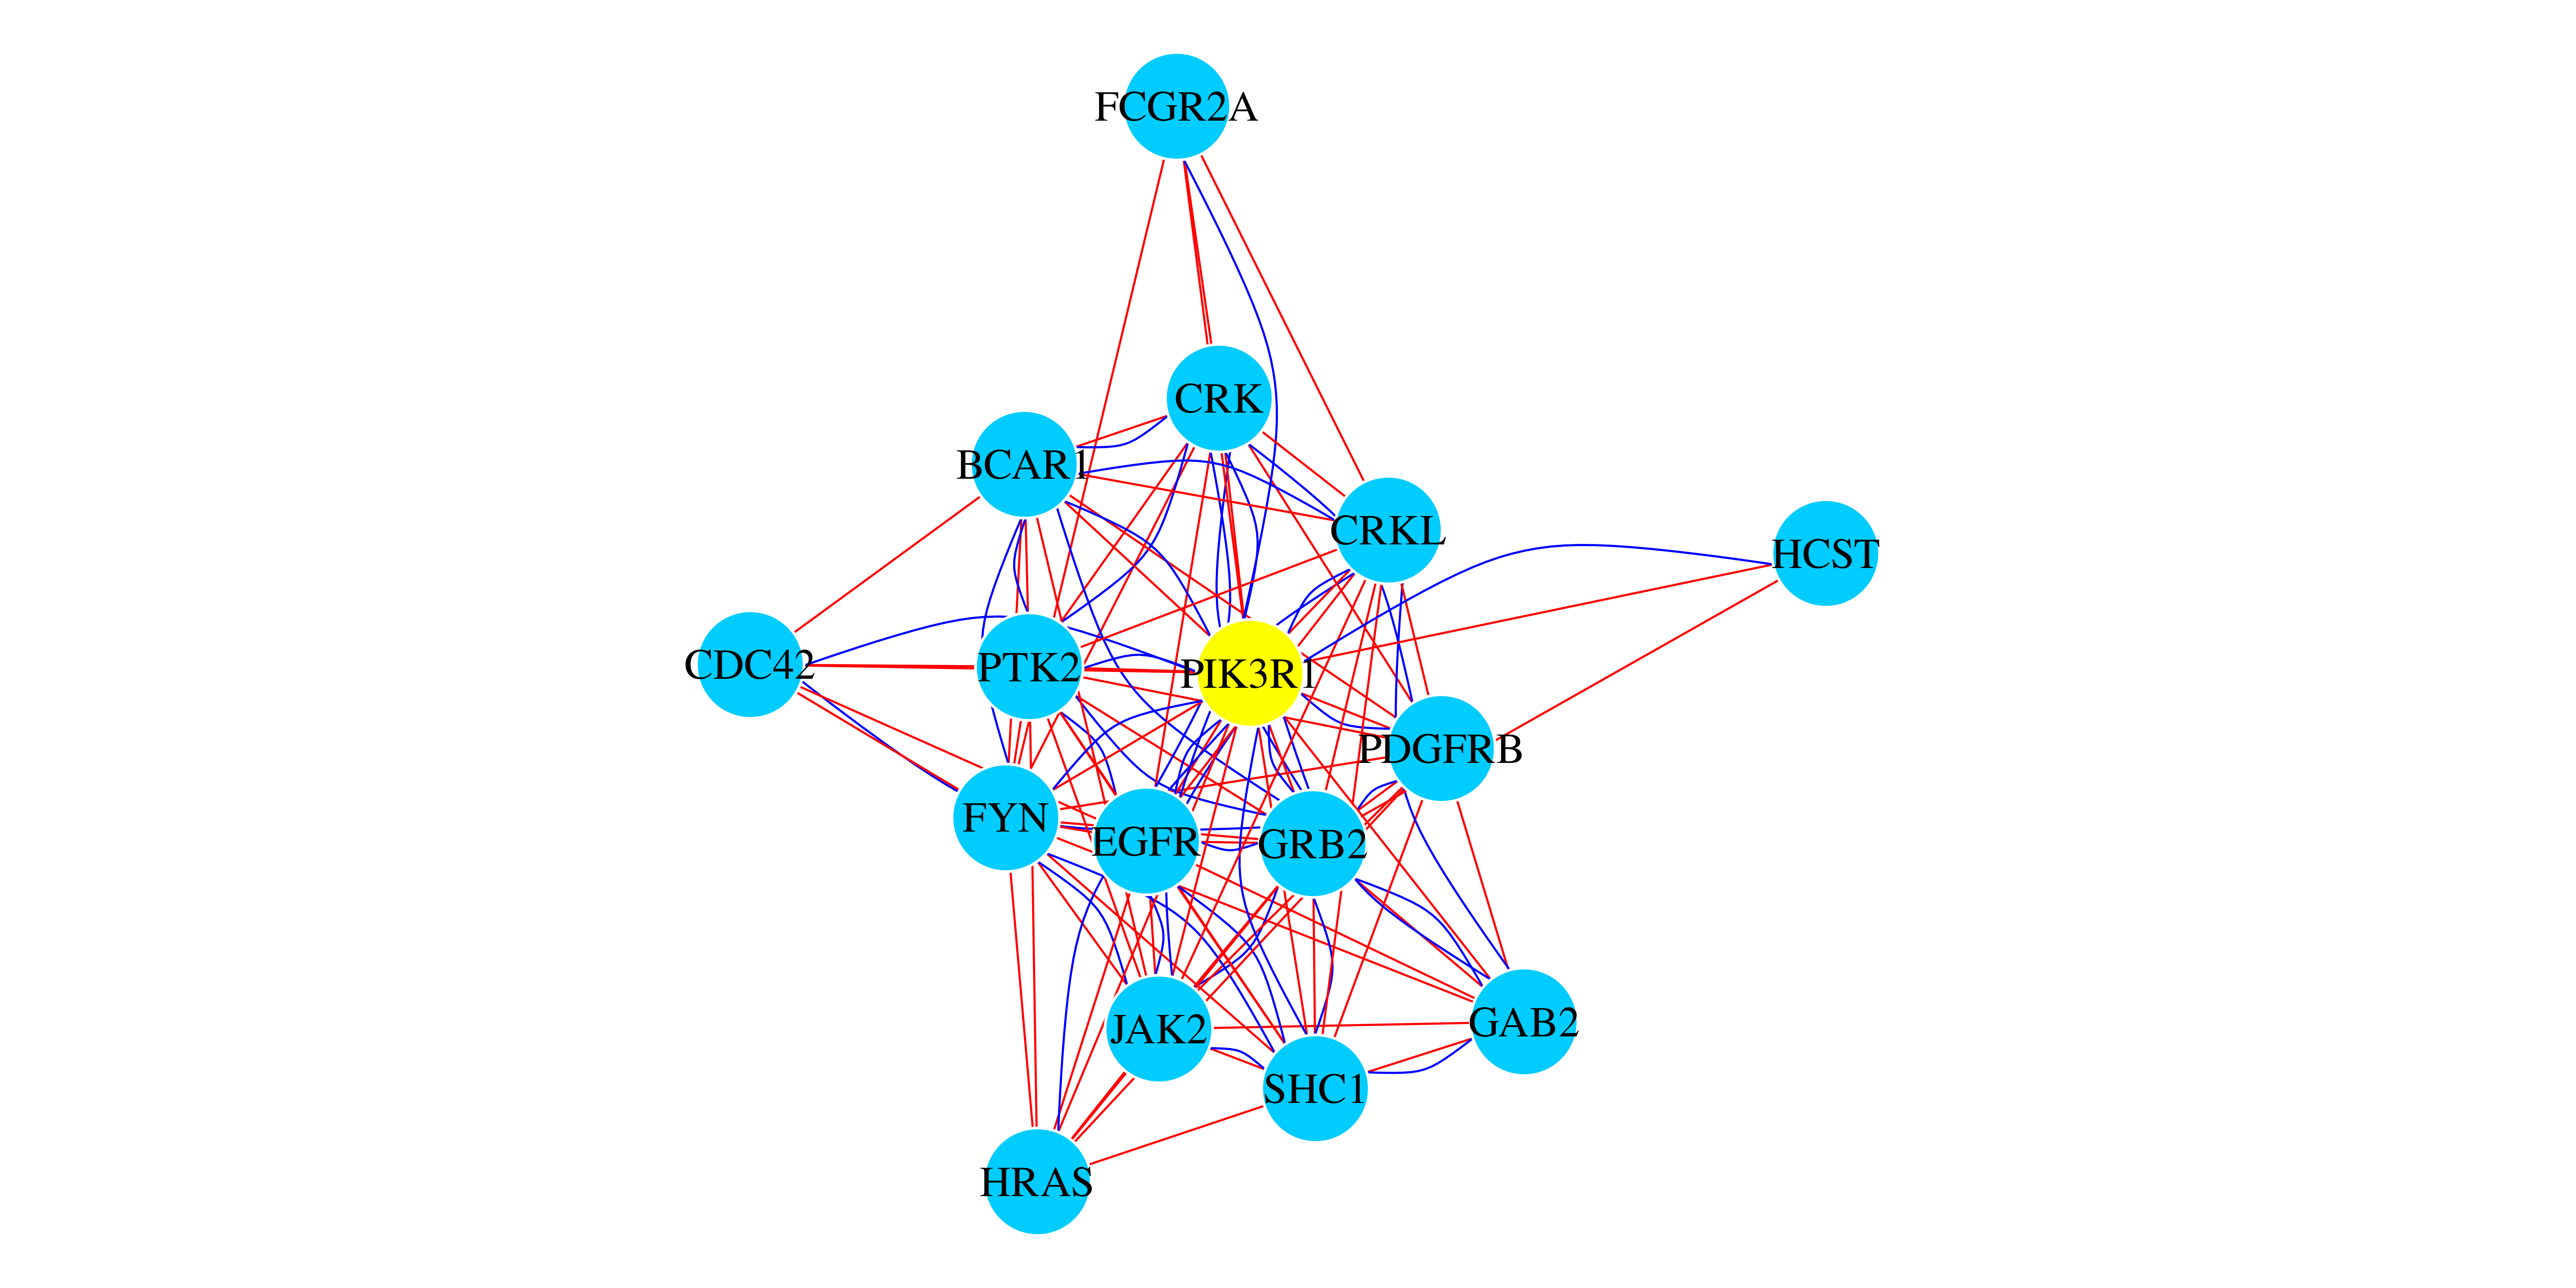 FCGR2A
CRK
BCAR1
CRKL
HCST
CDC42
PTK2
PIK3R1
PDGFRB
FYN
EGFR
GRB2
JAK2
GAB2
SHC1
HRAS